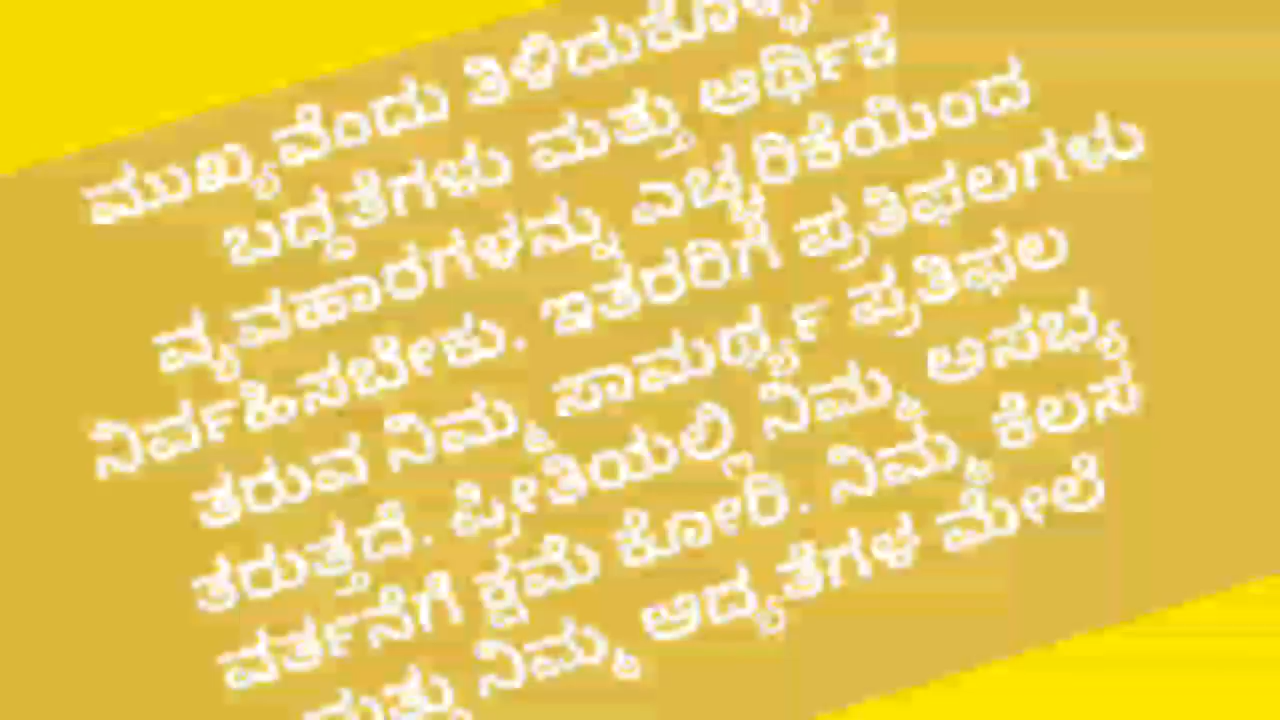 ಮುಖ್ಯವೆಂದು
ಬದ್ಧತೆಗಳು ಮತ್ತು ಆರ್ಥಿಕ
ವ್ಯವಹಾರಗಳನ್ನು ಎಚ್ಚರಿಕೆಯಿಂದ
ನಿರ್ವಹಿಸಬೇಕು. ಇತರರಿಗೆ ಪ್ರತಿಫಲಗಳು
ತರುವ ನಿಮ್ಮ ಸಾಮರ್ಥ್ಯ ಪ್ರತಿಫಲ
ತರುತ್ತದೆ. ಪ್ರೀತಿಯಲ್ಲಿ ನಿಮ್ಮ ಅಸಭ್ಯ
ವರ್ತನೆಗೆ ಕ್ಷಮೆ ಕೋರಿ. ನಿಮ್ಮ ಕೆಲಸ
ಮತ್ತು ನಿಮ್ಮ ಆದ್ಯತೆಗಳ ಮೇಲೆ